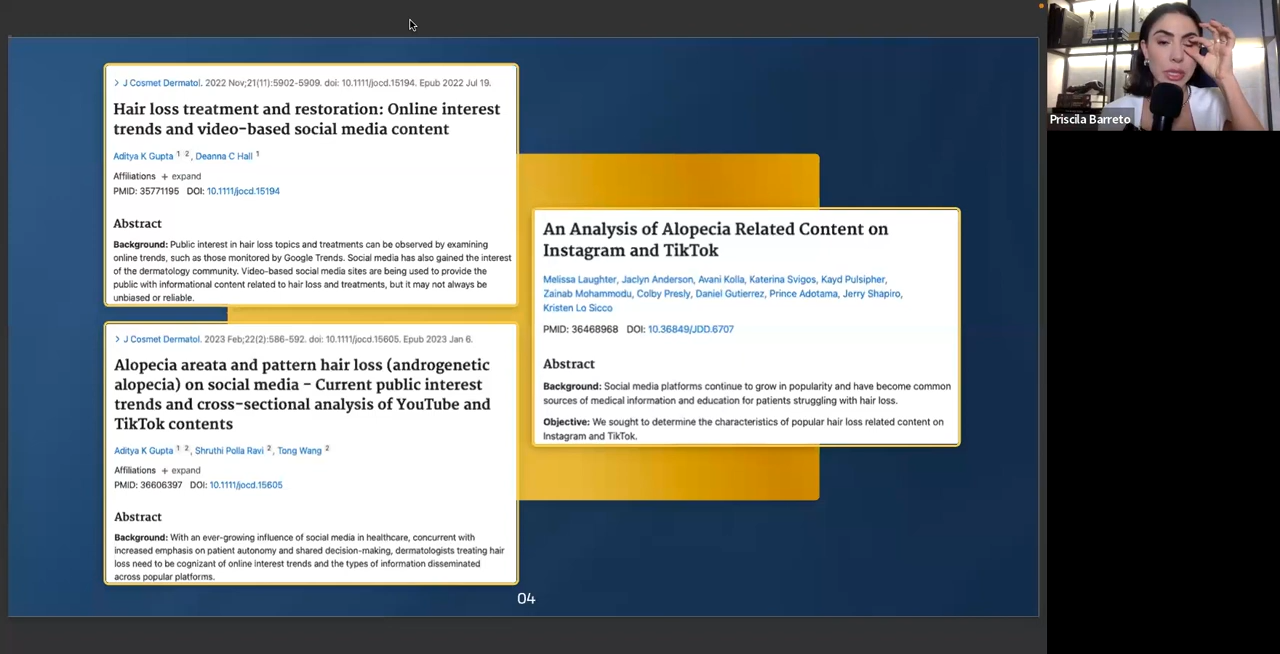 > J Cosmet Dermatol. 2022 Nov;21(11):5902-5909. doi: 10.1111/jocd.15194. Epub 2022 Jul 19.
Hair loss treatment and restoration: Online interest
trends and video-based social media content
Aditya K Gupta 1 2, Deanna C Hall 1
Affiliations + expand
PMID: 35771195 DOI: 10.1111/jocd.15194
Abstract
Background: Public interest in hair loss topics and treatments can be observed by examining
online trends, such as those monitored by Google Trends. Social media has also gained the interest
of the dermatology community. Video-based social media sites are being used to provide the
public with informational content related to hair loss and treatments, but it may not always be
unbiased or reliable.
> J Cosmet Dermatol. 2023 Feb;22(2):586-592. doi: 10.1111/jocd.15605. Epub 2023 Jan 6.
Alopecia areata and pattern hair loss (androgenetic
alopecia) on social media - Current public interest
trends and cross-sectional analysis of YouTube and
TikTok contents
Aditya K Gupta 1 2, Shruthi Polla Ravi 2, Tong Wang 2
Affiliations + expand
PMID: 36606397 DOI: 10.1111/jocd.15605
Abstract
Background: With an ever-growing influence of social media in healthcare, concurrent with
increased emphasis on patient autonomy and shared decision-making, dermatologists treating hair
loss need to be cognizant of online interest trends and the types of information disseminated
across popular platforms.
An Analysis of Alopecia Related Content on
Instagram and TikTok
Melissa Laughter, Jaclyn Anderson, Avani Kolla, Katerina Svigos, Kayd Pulsipher,
Zainab Mohammodu, Colby Presly, Daniel Gutierrez, Prince Adotama, Jerry Shapiro,
Kristen Lo Sicco
PMID: 36468968 DOI: 10.36849/JDD.6707
Abstract
Background: Social media platforms continue to grow in popularity and have become common
sources of medical information and education for patients struggling with hair loss.
Objective: We sought to determine the characteristics of popular hair loss related content on
Instagram and TikTok.
04
Priscila Barreto